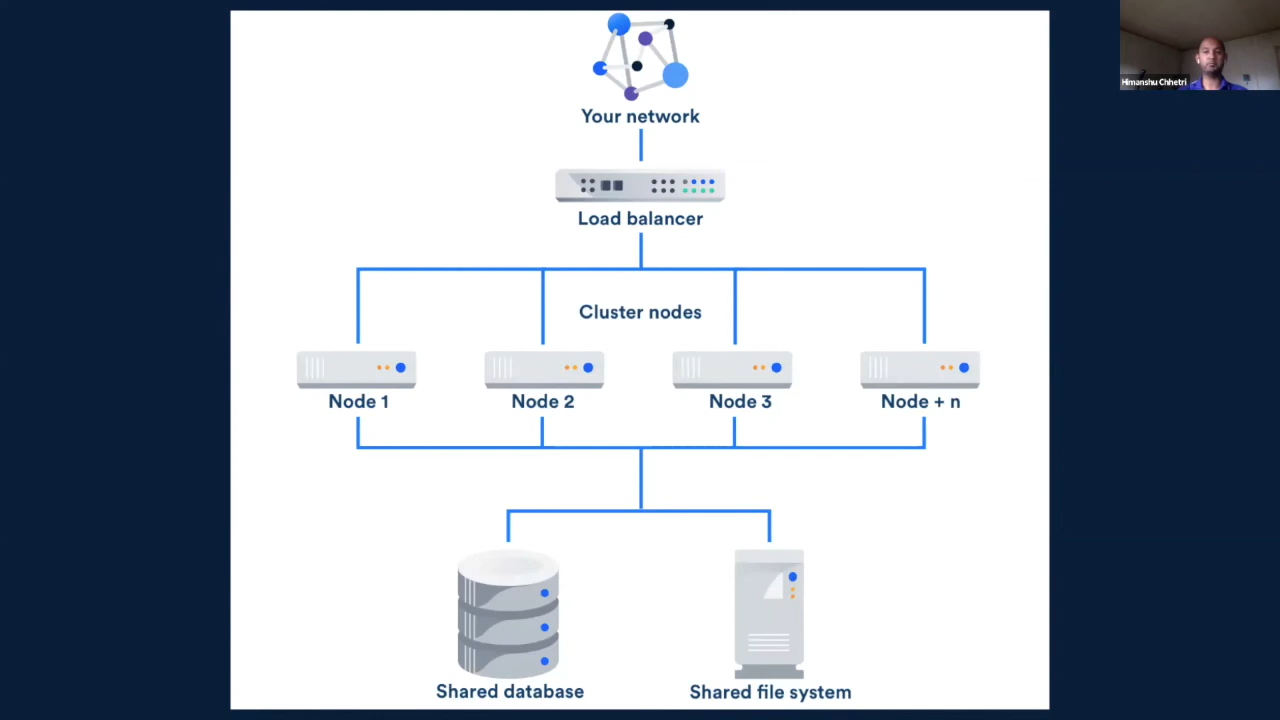 Himanshu Chhetri
Your network
Load balancer
Cluster nodes
Node 1
Node 2
Node 3
Node + n
Shared database
Shared file system